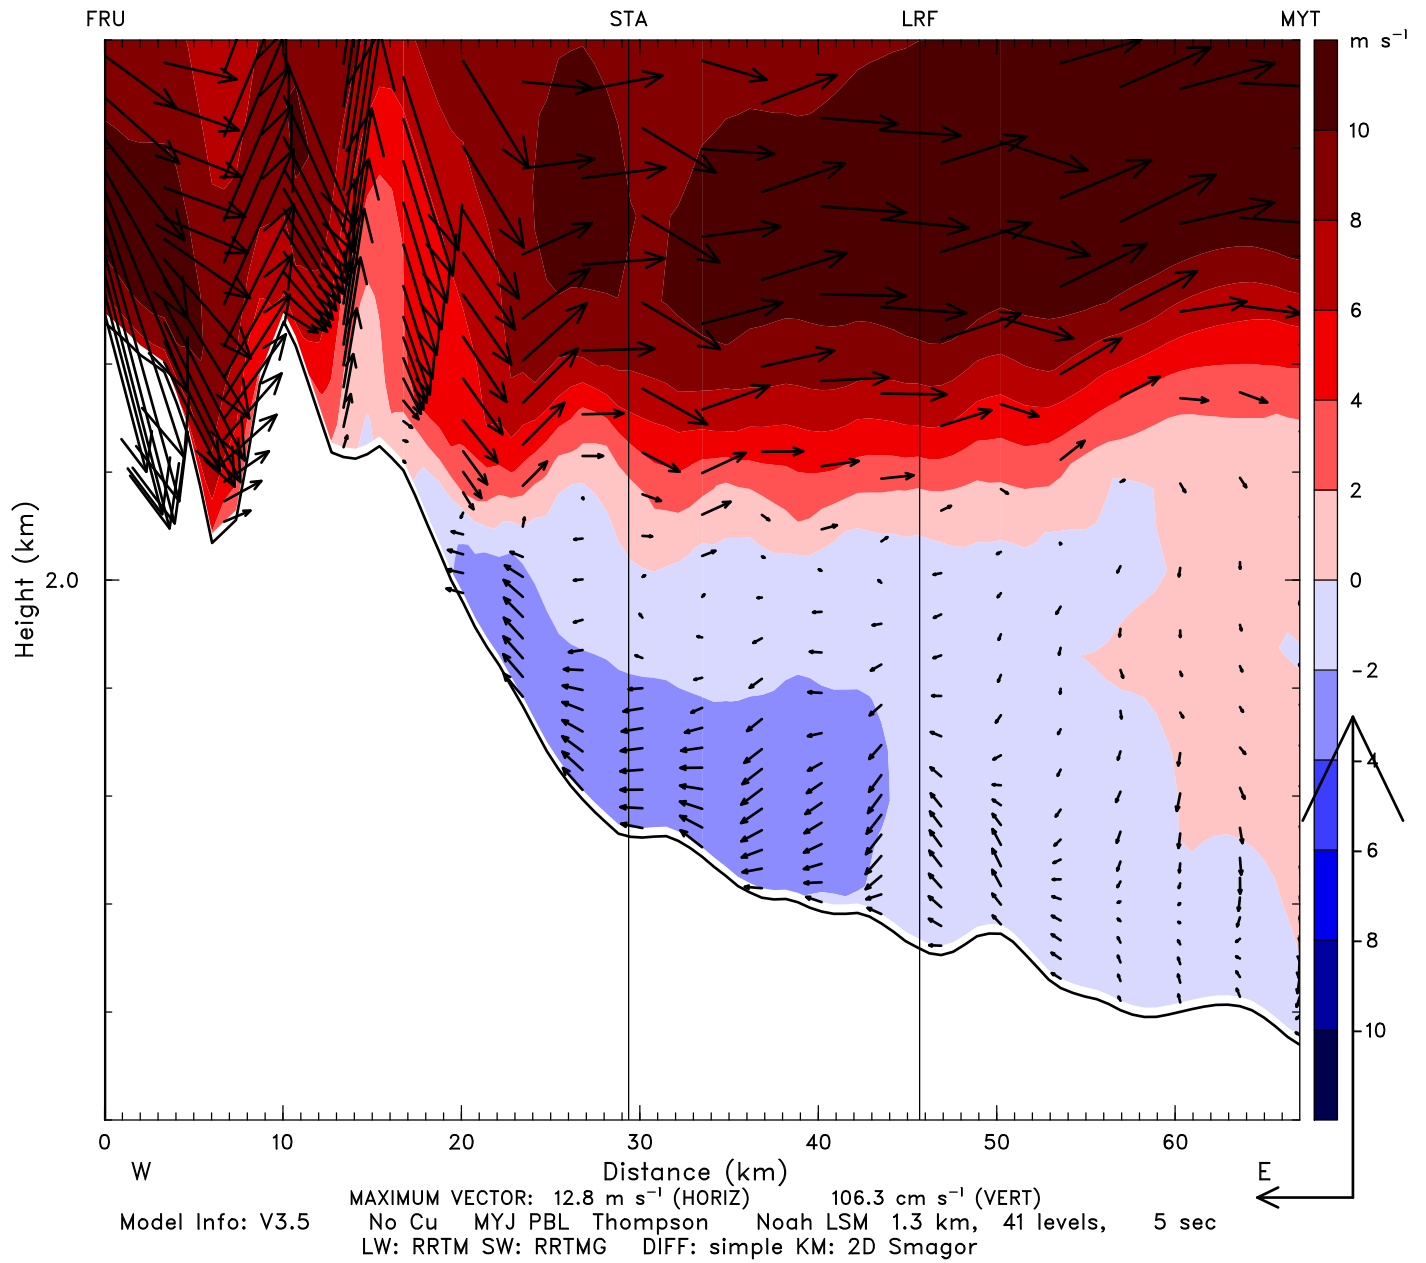 FRU STA LRF MYT
m s⁻¹
10
8
6
4
2
0
-2
4
6
8
10
Height (km)
2.0
0 10 20 30 40 50 60
W Distance (km) E
MAXIMUM VECTOR: 12.8 m s⁻¹ (HORIZ) 106.3 cm s⁻¹ (VERT)
Model Info: V3.5 No Cu MYJ PBL Thompson Noah LSM 1.3 km, 41 levels, 5 sec
LW: RRTM SW: RRTMG DIFF: simple KM: 2D Smagor